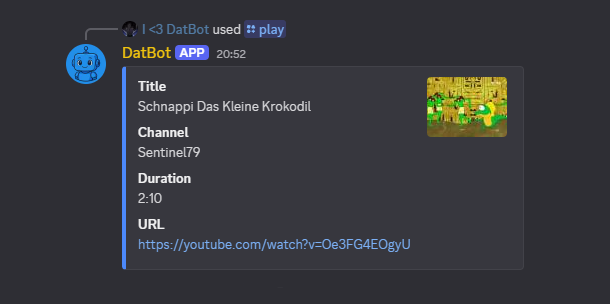 I <3 DatBot used play
DatBot APP 20:52
Title
Schnappi Das Kleine Krokodil
Channel
Sentinel79
Duration
2:10
URL
https://youtube.com/watch?v=Oe3FG4EOgyU